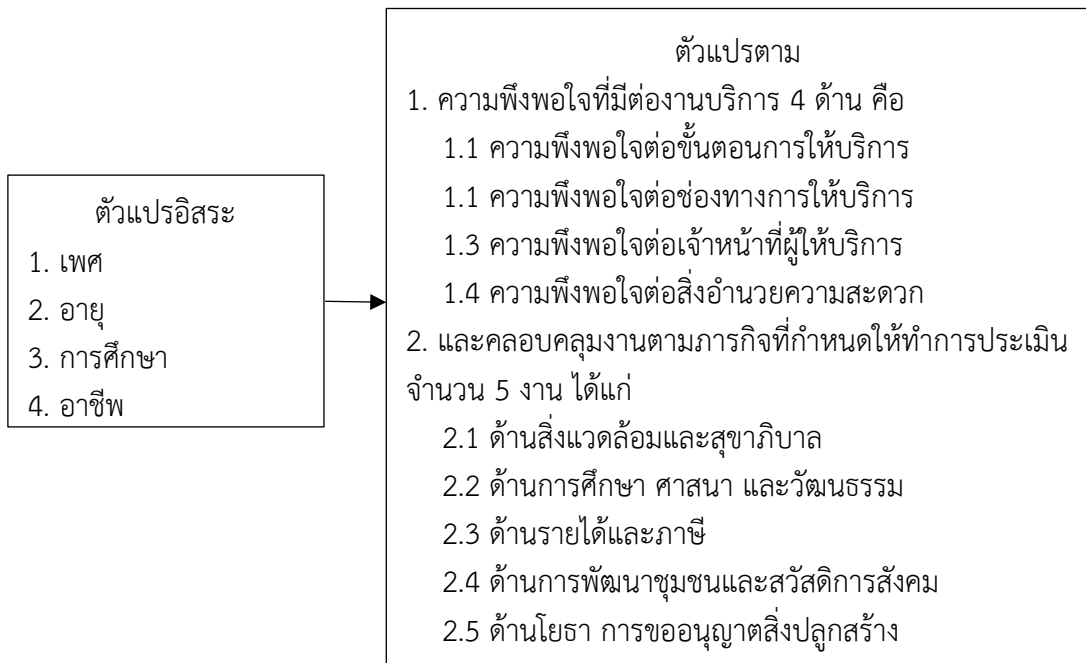 ตัวแปรอิสระ
1. เพศ
2. อายุ
3. การศึกษา
4. อาชีพ
ตัวแปรตาม
1. ความพึงพอใจที่มีต่องานบริการ 4 ด้าน คือ
1.1 ความพึงพอใจต่อขั้นตอนการให้บริการ
1.1 ความพึงพอใจต่อช่องทางการให้บริการ
1.3 ความพึงพอใจต่อเจ้าหน้าที่ผู้ให้บริการ
1.4 ความพึงพอใจต่อสิ่งอำนวยความสะดวก
2. และคลอบคลุมงานตามภารกิจที่กำหนดให้ทำการประเมิน
จำนวน 5 งาน ได้แก่
2.1 ด้านสิ่งแวดล้อมและสุขาภิบาล
2.2 ด้านการศึกษา ศาสนา และวัฒนธรรม
2.3 ด้านรายได้และภาษี
2.4 ด้านการพัฒนาชุมชนและสวัสดิการสังคม
2.5 ด้านโยธา การขออนุญาตสิ่งปลูกสร้าง